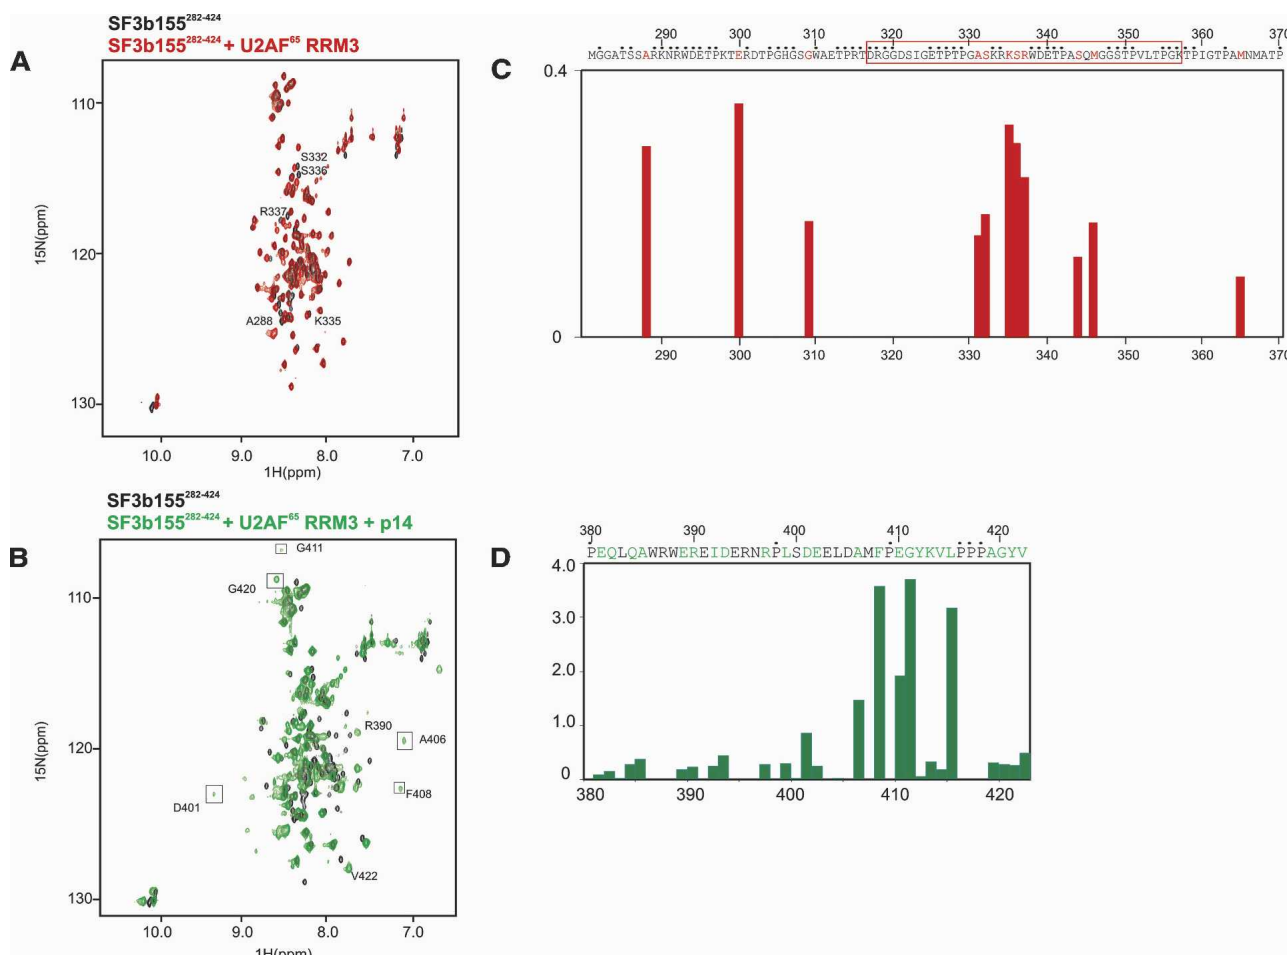 SF3b155²⁸²⁻⁴²⁴
SF3b155²⁸²⁻⁴²⁴ + U2AF⁶⁵ RRM3
A
110
120
130
15N(ppm)
S332
S336
R337
A288
K335
10.0 9.0 8.0 7.0
1H(ppm)
C
290 300 310 320 330 340 350 360 370
MGGATSSARKNRWDETPKTERDTPGHGSGWAETPRTDRGGDSIGETPTPGASKRKSRWDETPASQMGGSTPVLTPGKTPIGTPAMNMATP
0.4
0
290 300 310 320 330 340 350 360 370
SF3b155²⁸²⁻⁴²⁴
SF3b155²⁸²⁻⁴²⁴ + U2AF⁶⁵ RRM3 + p14
B
110
120
130
15N(ppm)
G411
G420
R390
A406
D401
F408
V422
10.0 9.0 8.0 7.0
1H(ppm)
D
380 390 400 410 420
PEQLQAWRWEREIDERNRPLSDEELDAMFPEGYKVLPPPAGYV
4.0
3.0
2.0
1.0
0
380 390 400 410 420